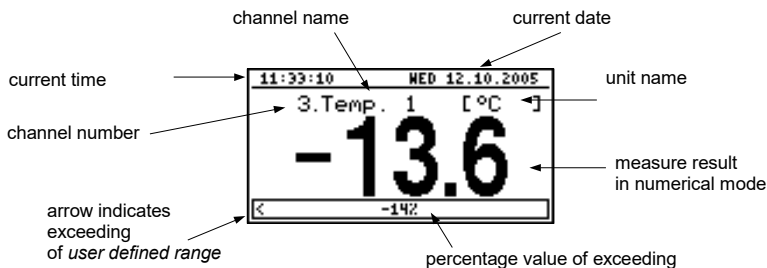 channel name
current date
current time
11:33:10 WED 12.10.2005
unit name
3.Temp. 1 [°C ]
channel number
-13.6
measure result
in numerical mode
arrow indicates
exceeding
of user defined range
< -14%
percentage value of exceeding